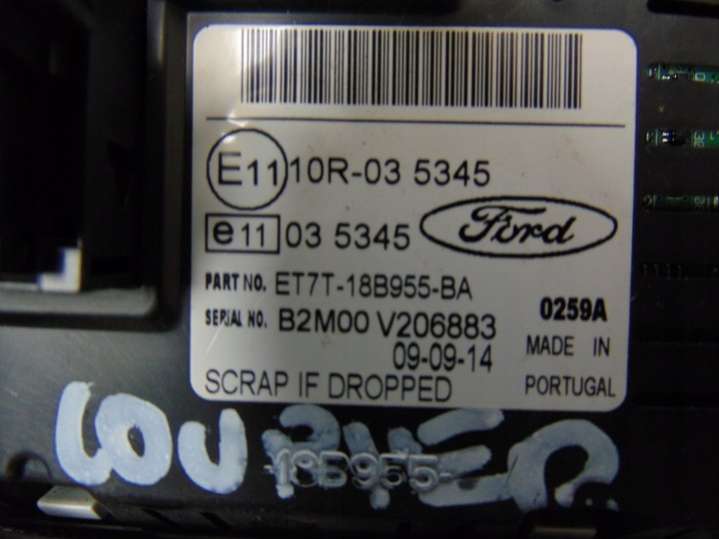 E11 10R-03 5345
e11 03 5345 Ford
PART NO. ET7T-18B955-BA
SERIAL NO. B2M00 V206883 0259A
09-09-14 MADE IN
SCRAP IF DROPPED PORTUGAL
-18B955-